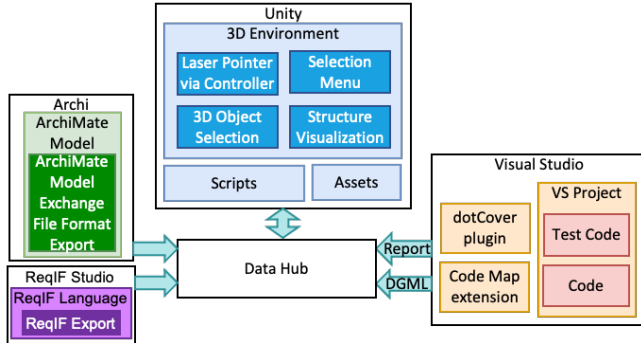 Unity
3D Environment
Laser Pointer
via Controller
Selection
Menu
3D Object
Selection
Structure
Visualization
Scripts
Assets
Archi
ArchiMate
Model
ArchiMate
Model
Exchange
File Format
Export
ReqIF Studio
ReqIF Language
ReqIF Export
Data Hub
Report
DGML
Visual Studio
dotCover
plugin
Code Map
extension
VS Project
Test Code
Code